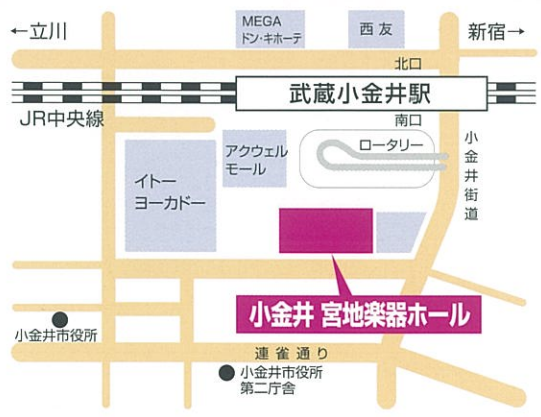 ←立川
MEGA
ドン・キホーテ
西友
新宿→
北口
武蔵小金井駅
JR中央線
南口
アクウェル
モール
ロータリー
小金井街道
イトー
ヨーカドー
小金井 宮地楽器ホール
小金井市役所
連雀通り
小金井市役所
第二庁舎